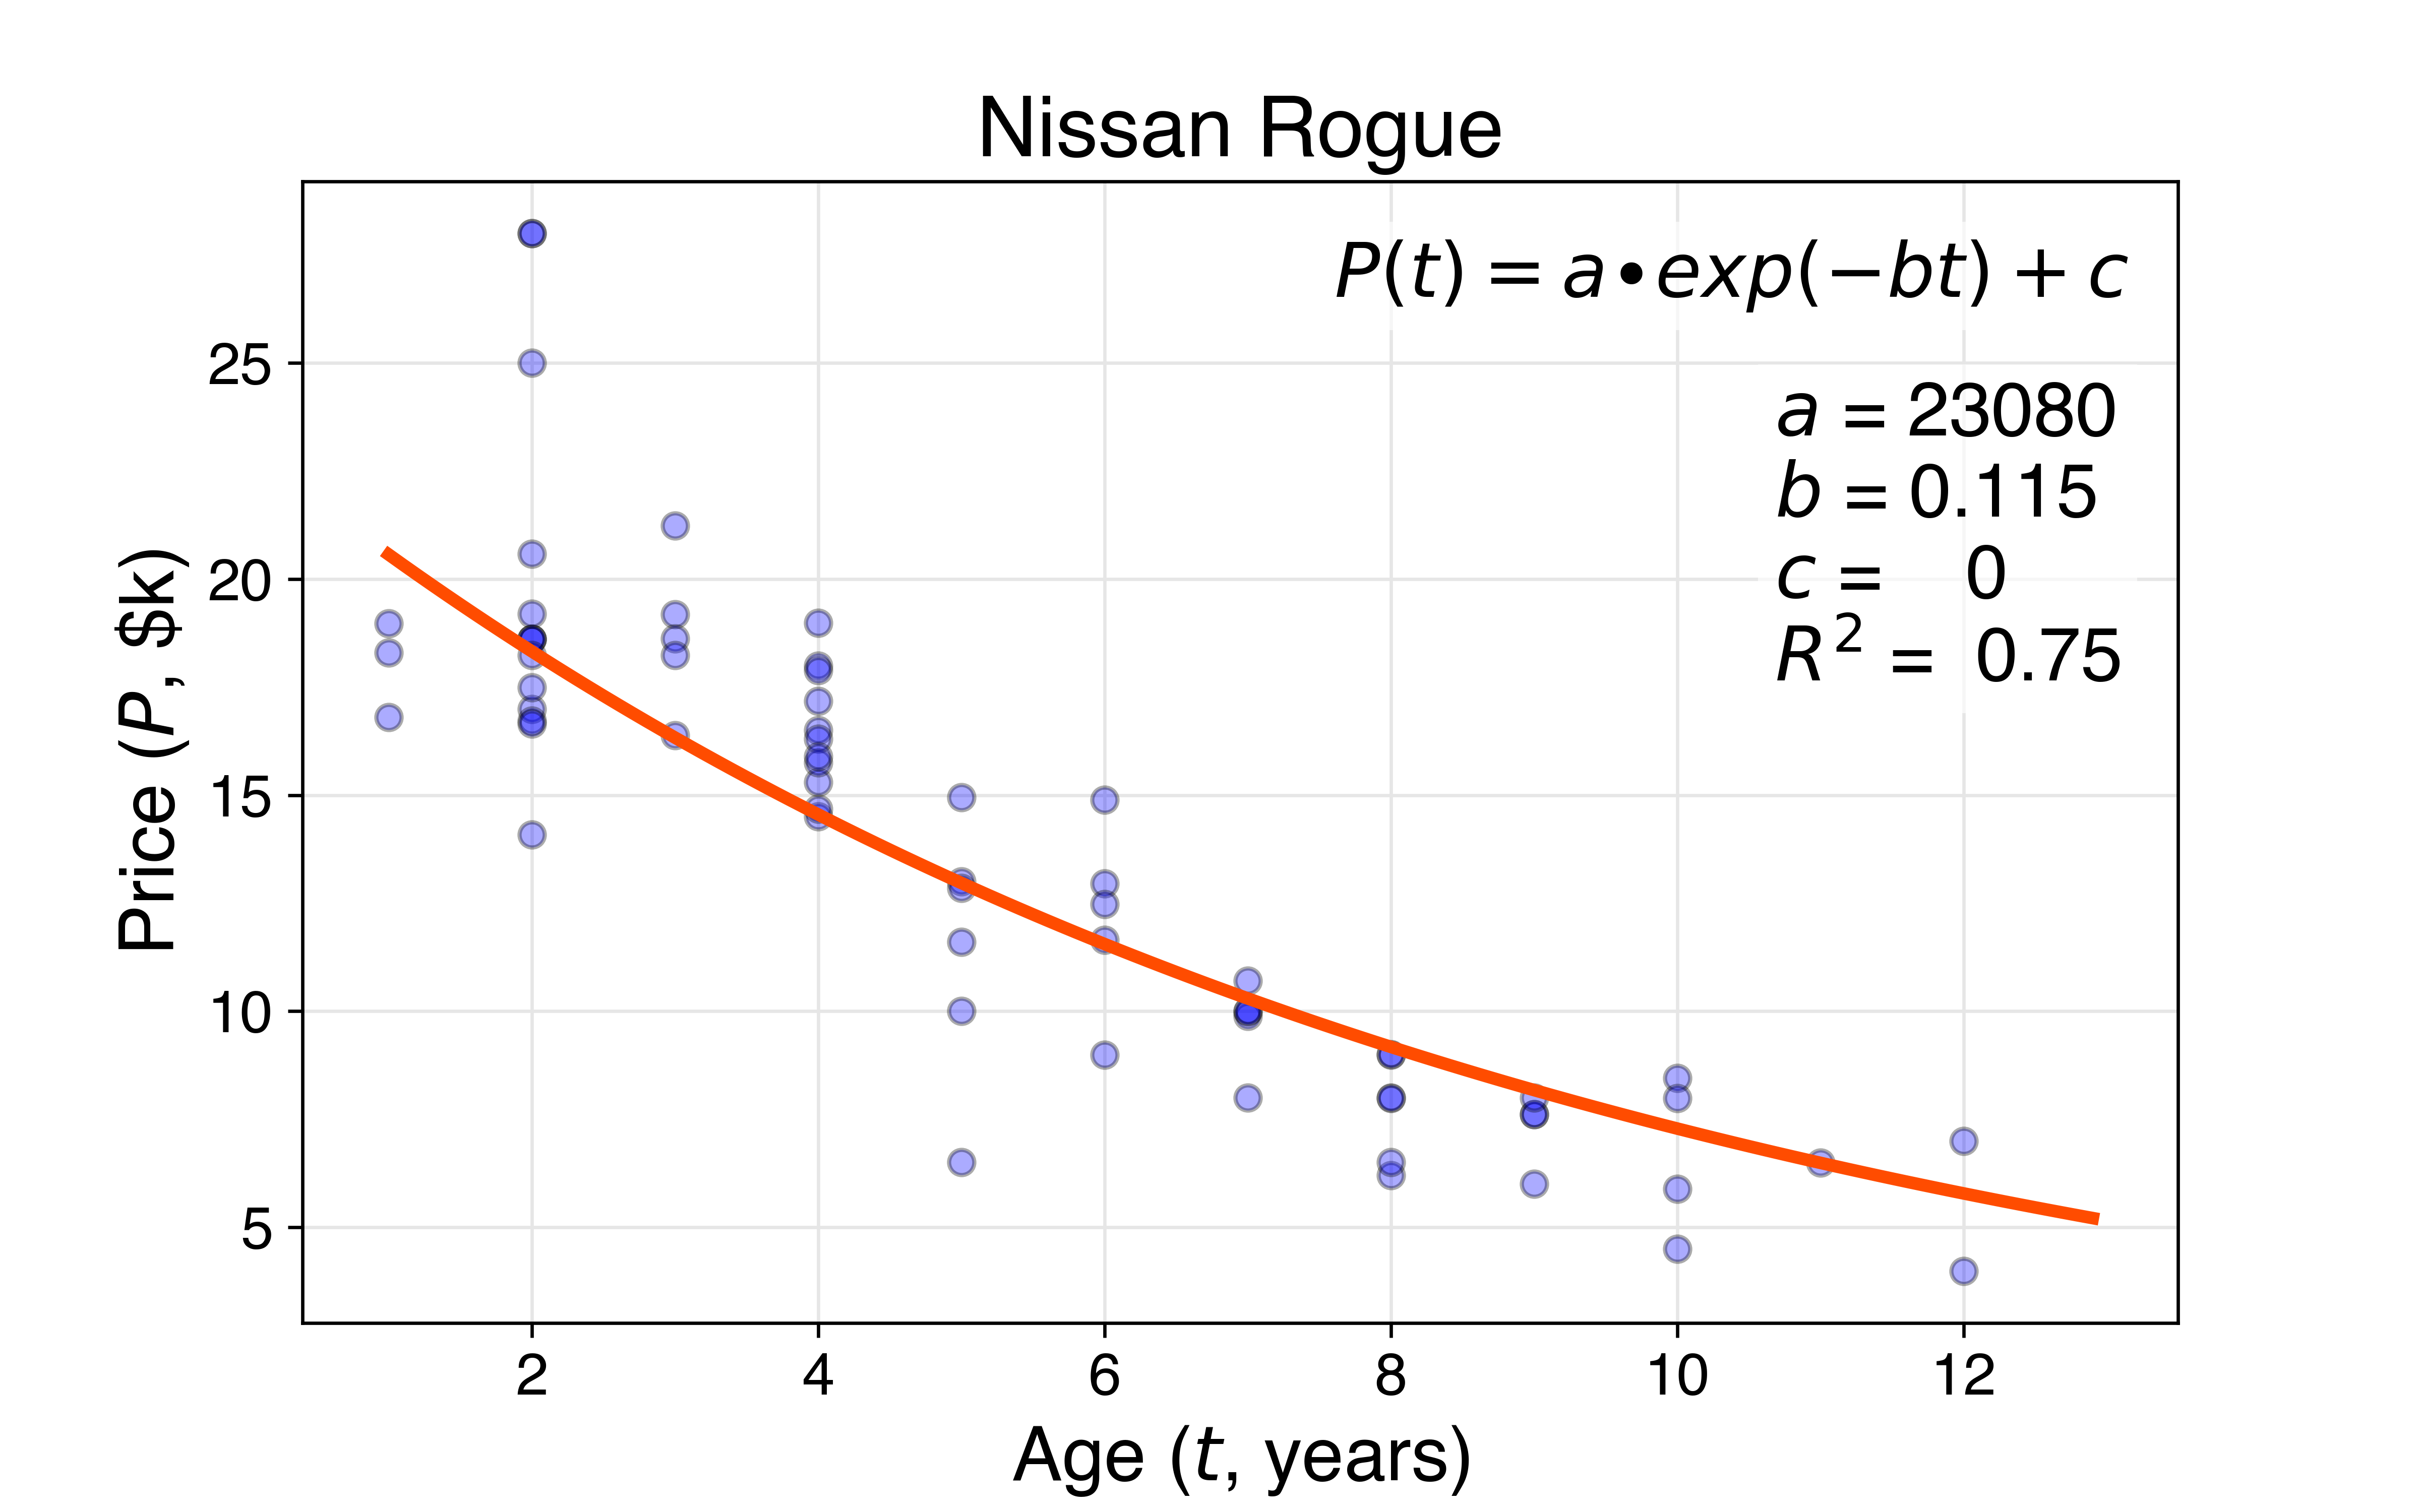 Nissan Rogue
P(t) = a•exp(−bt) + c
a = 23080
b = 0.115
c = 0
R² = 0.75
Price (P, $k)
25
20
15
10
5
2 4 6 8 10 12
Age (t, years)